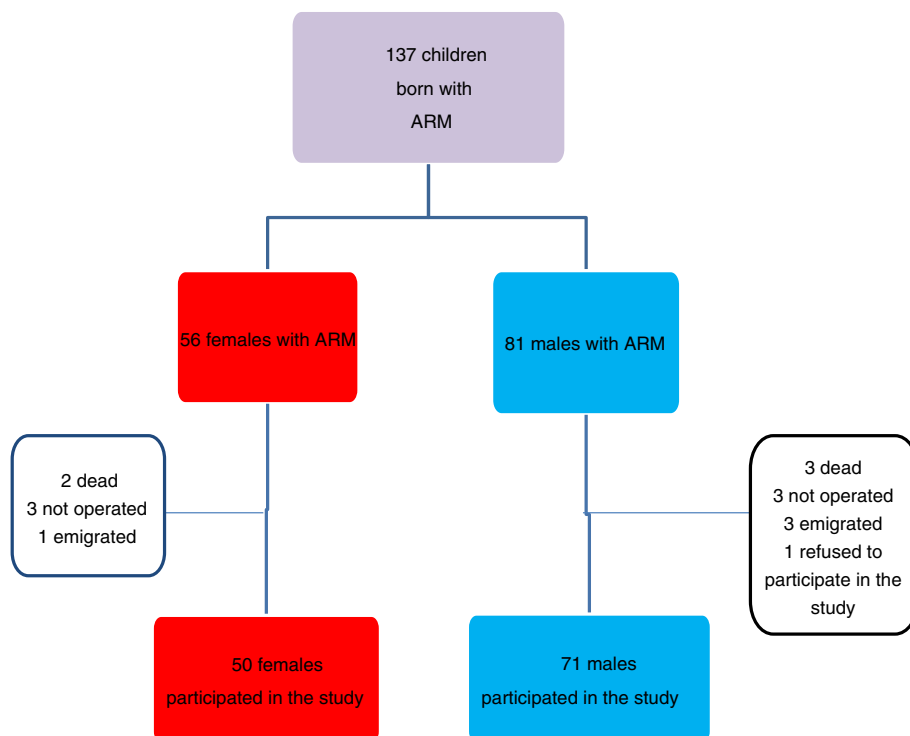 137 children
born with
ARM
56 females with ARM
81 males with ARM
2 dead
3 not operated
1 emigrated
3 dead
3 not operated
3 emigrated
1 refused to
participate in the
study
50 females
participated in the study
71 males
participated in the study